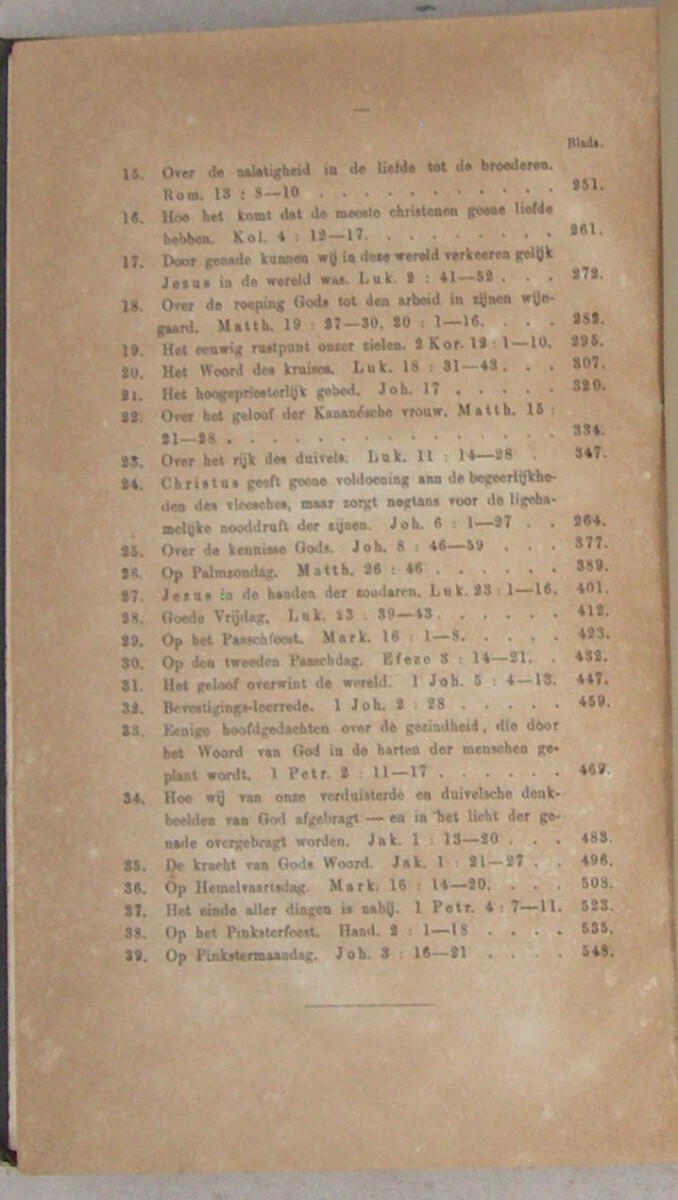 —
Blads.
15. Over de nalatigheid in de liefde tot de broederen.
Rom. 13 : 8—10 . . . . . . . . . . . 251.
16. Hoe het komt dat de meeste christenen geene liefde
hebben. Kol. 4 : 12—17. . . . . . . . . 261.
17. Door genade kunnen wij in deze wereld verkeeren gelijk
Jezus in de wereld was. Luk. 2 : 41—52 . . . 272.
18. Over de roeping Gods tot den arbeid in zijnen wijn-
gaard. Matth. 19 : 27—30, 20 : 1—16. . . . 282.
19. Het eeuwig rustpunt onzer zielen. 2 Kor. 12 : 1—10. 295.
20. Het Woord des kruises. Luk. 18 : 31—43. . . 307.
21. Het hoogepriesterlijk gebed. Joh. 17 . . . . . 320.
22. Over het geloof der Kananésche vrouw. Matth. 15 :
21—28 . . . . . . . . . . . . . . . 334.
23. Over het rijk des duivels. Luk. 11 : 14—28 . 347.
24. Christus geeft geene voldoening aan de begeerlijkhe-
den des vleesches, maar zorgt nogtans voor de ligcha-
melijke nooddruft der zijnen. Joh. 6 : 1—27 . . 264.
25. Over de kennisse Gods. Joh. 8 : 46—59 . . . 377.
26. Op Palmzondag. Matth. 26 : 46 . . . . . . 389.
27. Jezus in de handen der zondaren. Luk. 23 : 1—16. 401.
28. Goede Vrijdag. Luk. 23 : 39—43. . . . . . 412.
29. Op het Paaschfeest. Mark. 16 : 1—8. . . . . 423.
30. Op den tweeden Paaschdag. Efeze 3 : 14—21. . 432.
31. Het geloof overwint de wereld. 1 Joh. 5 : 4—13. 447.
32. Bevestigings-leerrede. 1 Joh. 2 : 28 . . . . . 459.
33. Eenige hoofdgedachten over de gezindheid, die door
het Woord van God in de harten der menschen ge-
plant wordt. 1 Petr. 2 : 11—17 . . . . . . 469.
34. Hoe wij van onze verduisterde en duivelsche denk-
beelden van God afgebragt — en in het licht der ge-
nade overgebragt worden. Jak. 1 : 13—20 . . . 483.
35. De kracht van Gods Woord. Jak. 1 : 21—27 . . 496.
36. Op Hemelvaartsdag. Mark. 16 : 14—20. . . . 508.
37. Het einde aller dingen is nabij. 1 Petr. 4 : 7—11. 523.
38. Op het Pinksterfeest. Hand. 2 : 1—18 . . . . 535.
39. Op Pinkstermaandag. Joh. 3 : 16—21 . . . . 548.